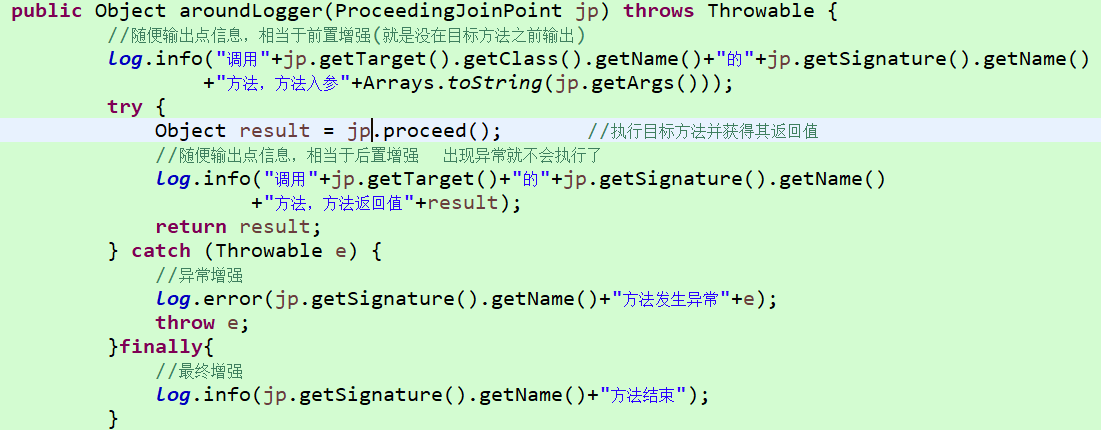 public Object aroundLogger(ProceedingJoinPoint jp) throws Throwable {
//随便输出点信息，相当于前置增强(就是没在目标方法之前输出)
log.info("调用"+jp.getTarget().getClass().getName()+"的"+jp.getSignature().getName()
+"方法，方法入参"+Arrays.toString(jp.getArgs()));
try {
Object result = jp.proceed();       //执行目标方法并获得其返回值
//随便输出点信息，相当于后置增强  出现异常就不会执行了
log.info("调用"+jp.getTarget()+"的"+jp.getSignature().getName()
+"方法，方法返回值"+result);
return result;
} catch (Throwable e) {
//异常增强
log.error(jp.getSignature().getName()+"方法发生异常"+e);
throw e;
}finally{
//最终增强
log.info(jp.getSignature().getName()+"方法结束");
}